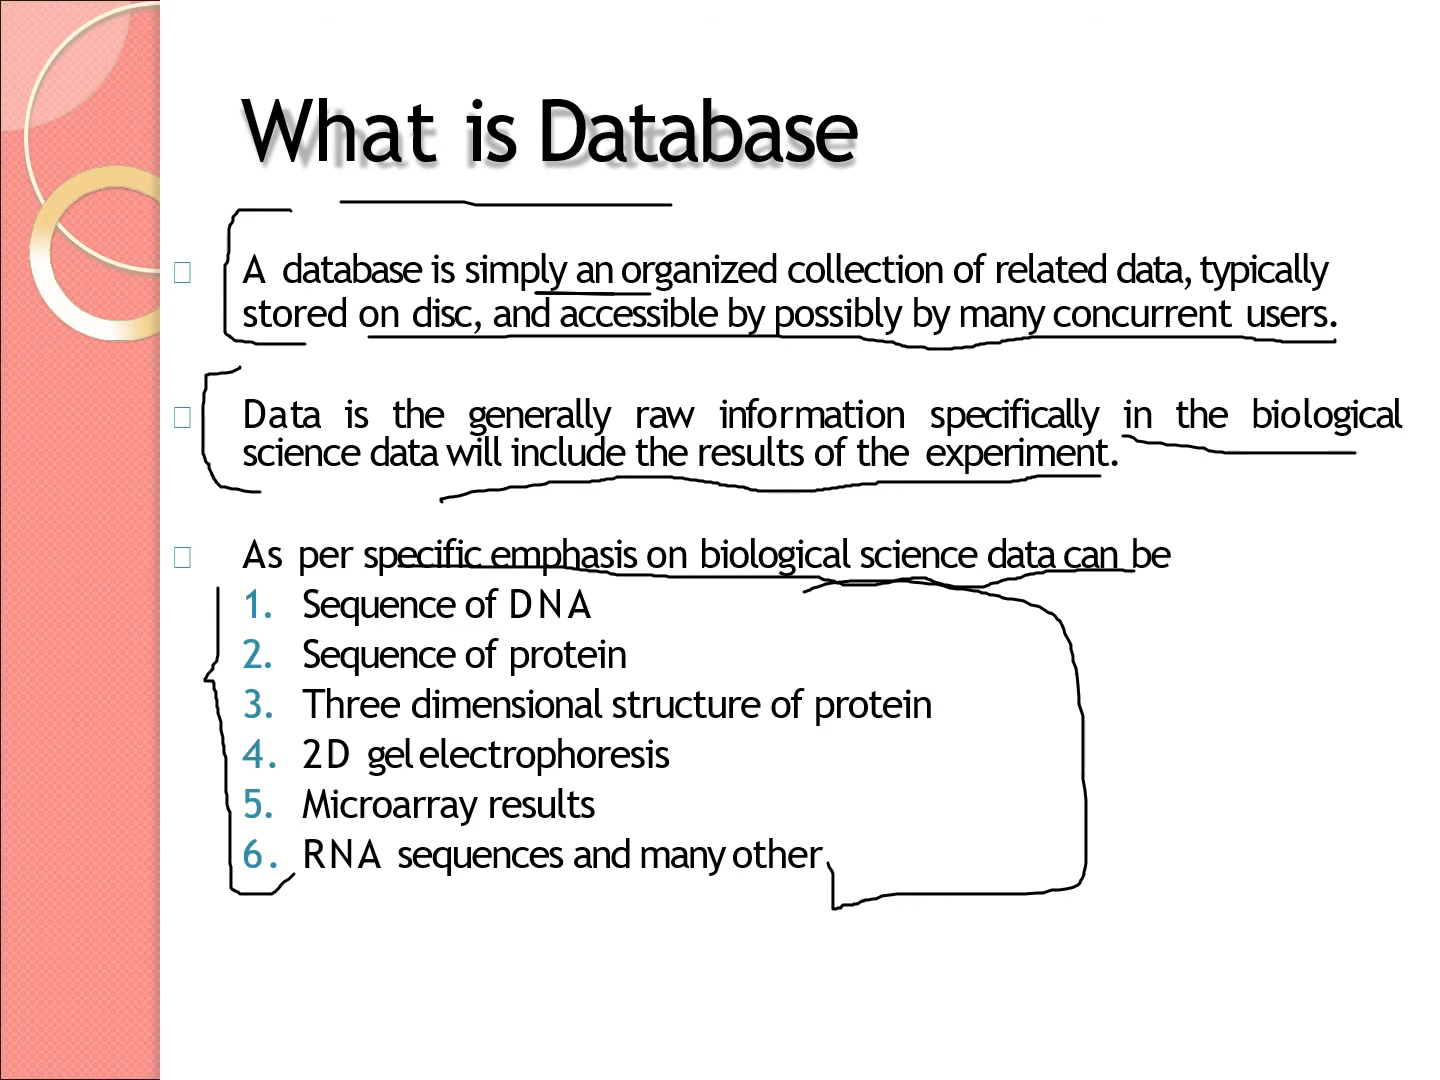 What is Database
A database is simply an organized collection of related data, typically
stored on disc, and accessible by possibly by many concurrent users.
Data is the generally raw information specifically in the biological
science data will include the results of the experiment.
As per specific emphasis on biological science data can be
1. Sequence of DNA
2. Sequence of protein
3. Three dimensional structure of protein
4. 2D gel electrophoresis
5. Microarray results
6. RNA sequences and many other